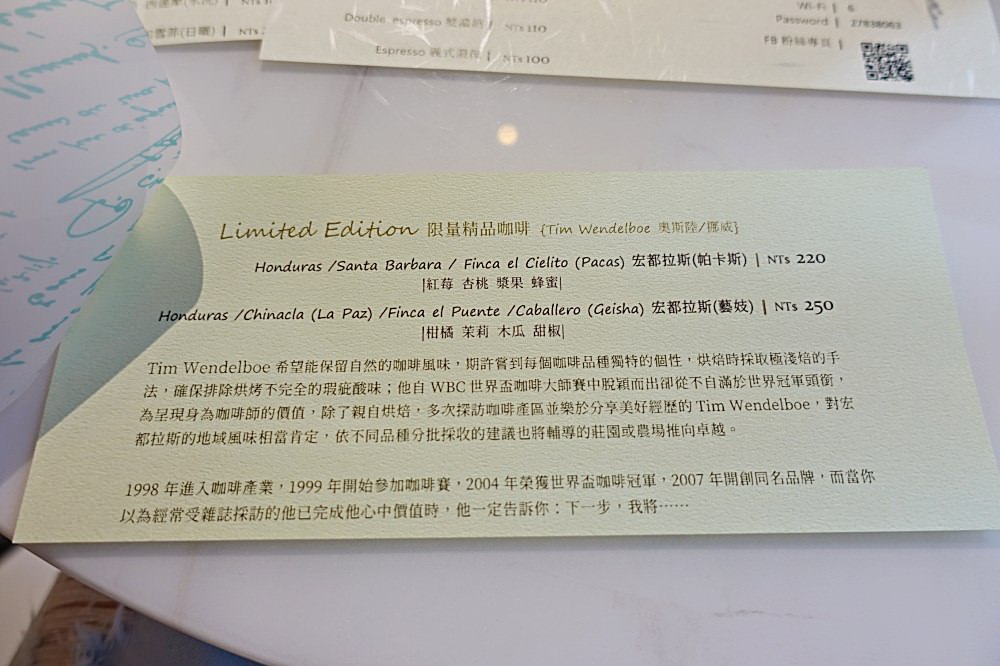 Double espresso 雙濃縮 | NT$ 110
Espresso 義式濃縮 | NT$ 100
Wi-Fi | 6
Password | 27838063
FB 粉絲專頁 |
Limited Edition 限量精品咖啡 {Tim Wendelboe 奧斯陸/挪威}
Honduras /Santa Barbara / Finca el Cielito (Pacas) 宏都拉斯(帕卡斯) | NT$ 220
|紅莓 杏桃 漿果 蜂蜜|
Honduras /Chinacla (La Paz) /Finca el Puente /Caballero (Geisha) 宏都拉斯(藝妓) | NT$ 250
|柑橘 茉莉 木瓜 甜椒|
Tim Wendelboe 希望能保留自然的咖啡風味，期許嘗到每個咖啡品種獨特的個性，烘焙時採取極淺焙的手
法，確保排除烘烤不完全的瑕疵酸味；他自 WBC 世界盃咖啡大師賽中脫穎而出卻從不自滿於世界冠軍頭銜，
為呈現身為咖啡師的價值，除了親自烘焙，多次探訪咖啡產區並樂於分享美好經歷的 Tim Wendelboe，對宏
都拉斯的地域風味相當肯定，依不同品種分批採收的建議也將輔導的莊園或農場推向卓越。
1998 年進入咖啡產業，1999 年開始參加咖啡賽，2004 年榮獲世界盃咖啡冠軍，2007 年開創同名品牌，而當你
以為經常受雜誌採訪的他已完成他心中價值時，他一定告訴你：下一步，我將……